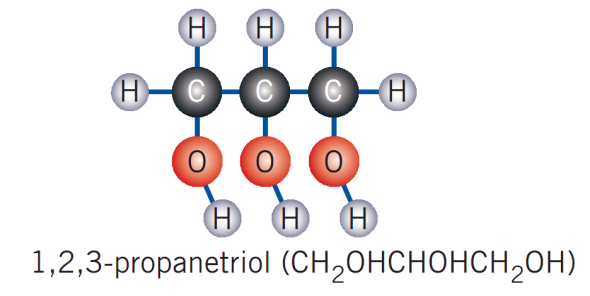 H H H
H C C C H
O O O
H H H
1,2,3-propanetriol (CH₂OHCHOHCH₂OH)